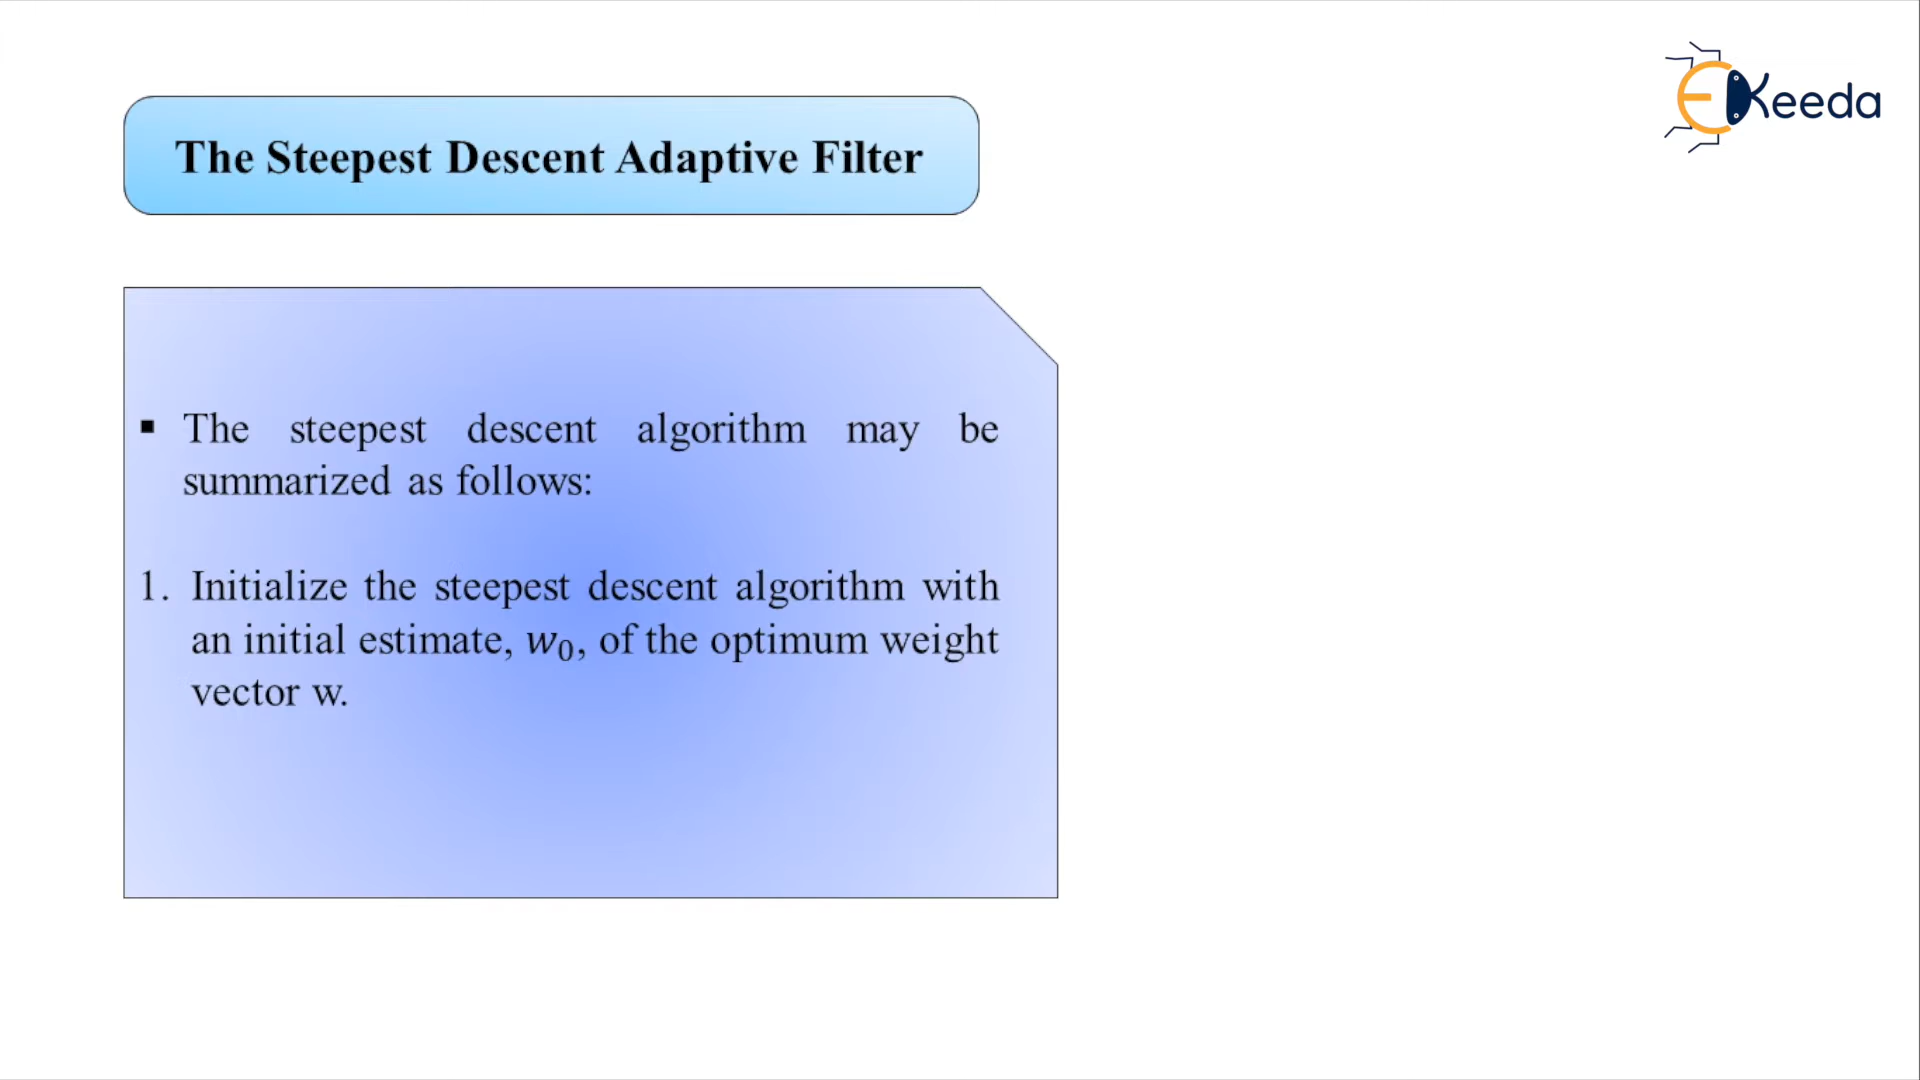 EKeeda
The Steepest Descent Adaptive Filter
▪ The steepest descent algorithm may be
summarized as follows:
1. Initialize the steepest descent algorithm with
an initial estimate, w₀, of the optimum weight
vector w.